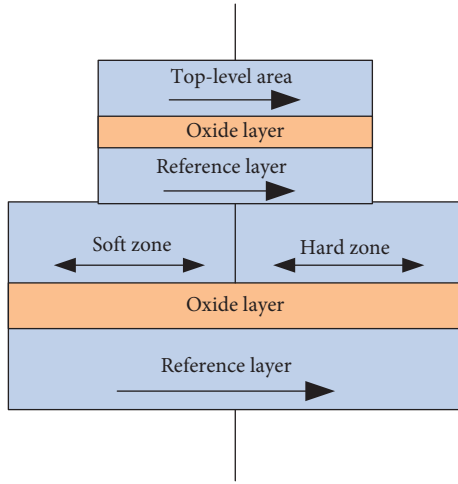 Top-level area
Oxide layer
Reference layer
Soft zone
Hard zone
Oxide layer
Reference layer